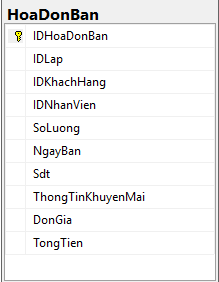 HoaDonBan
IDHoaDonBan
IDLap
IDKhachHang
IDNhanVien
SoLuong
NgayBan
Sdt
ThongTinKhuyenMai
DonGia
TongTien